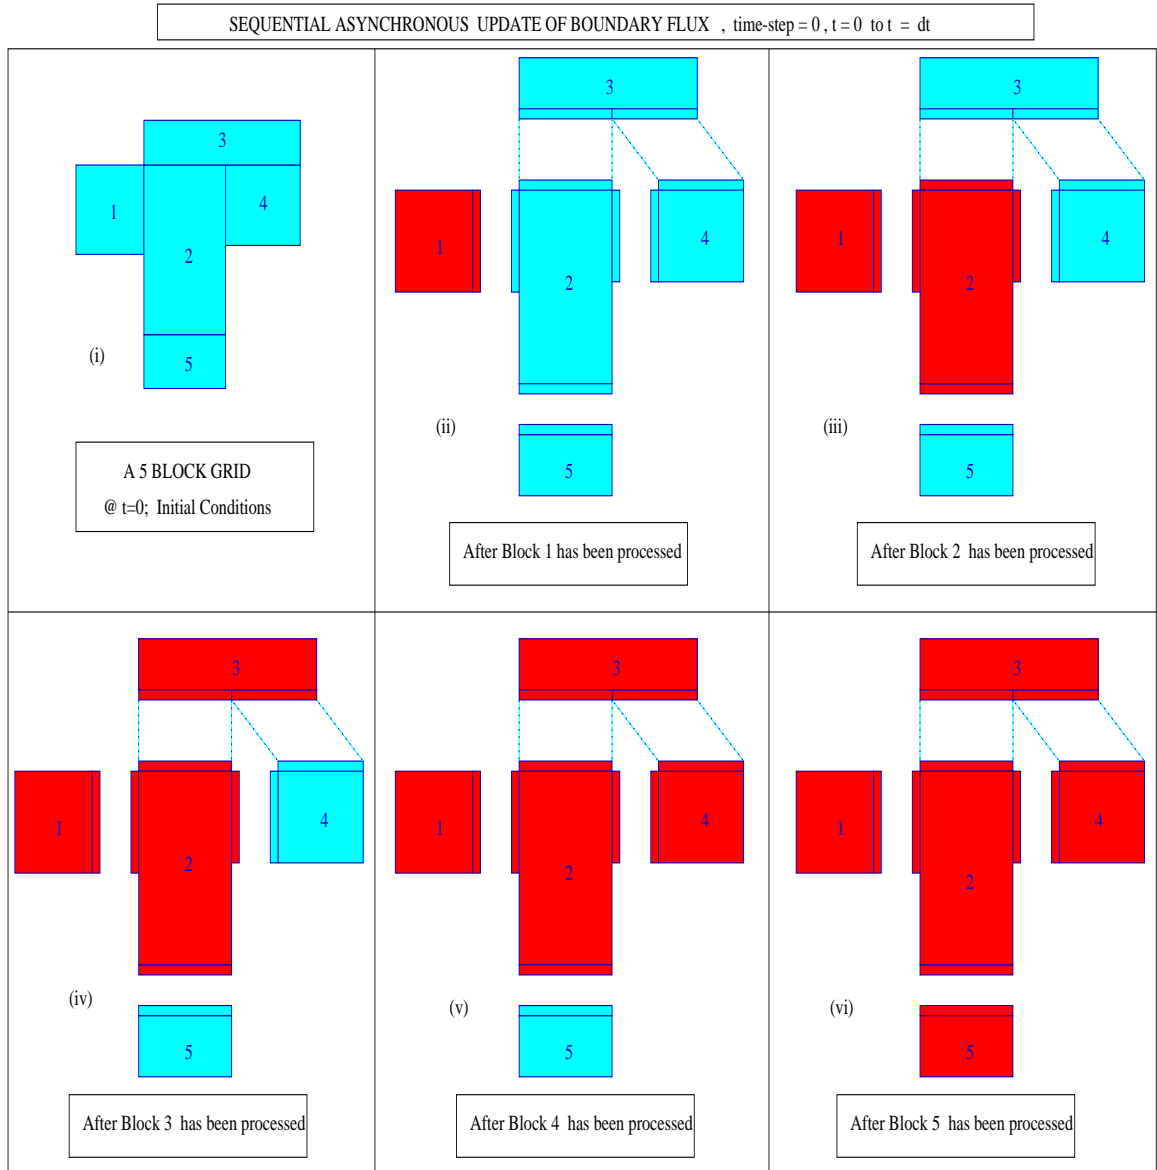 SEQUENTIAL ASYNCHRONOUS UPDATE OF BOUNDARY FLUX , time-step = 0 , t = 0 to t = dt
3
1
4
2
(i)
5
A 5 BLOCK GRID
@ t=0; Initial Conditions
3
1
4
2
(ii)
5
After Block 1 has been processed
3
1
4
2
(iii)
5
After Block 2 has been processed
3
1
4
2
(iv)
5
After Block 3 has been processed
3
1
4
2
(v)
5
After Block 4 has been processed
3
1
4
2
(vi)
5
After Block 5 has been processed